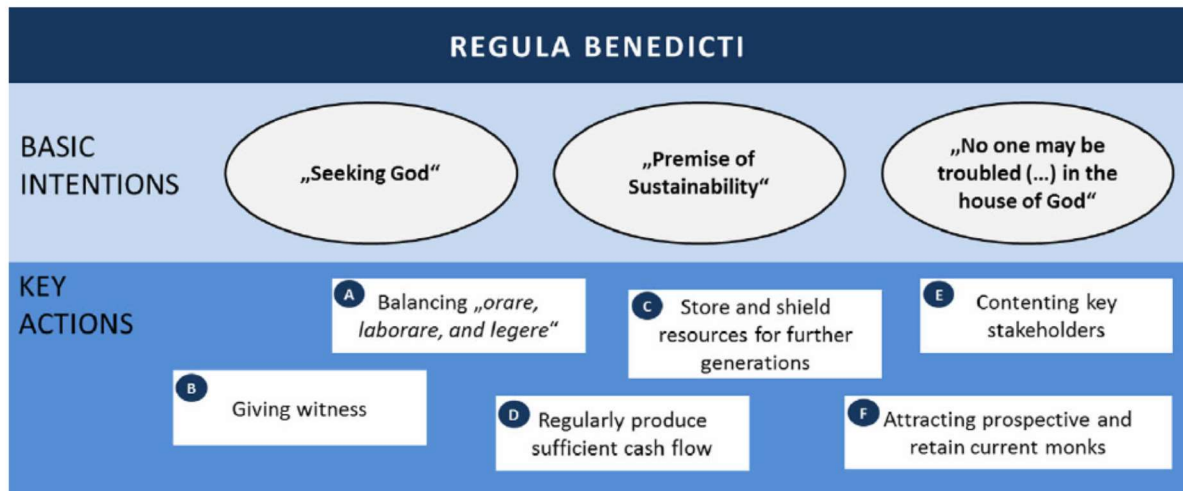 REGULA BENEDICTI
BASIC
INTENTIONS
„Seeking God“
„Premise of
Sustainability“
„No one may be
troubled (...) in the
house of God“
KEY
ACTIONS
A
Balancing „orare,
laborare, and legere“
B
Giving witness
C
Store and shield
resources for further
generations
D
Regularly produce
sufficient cash flow
E
Contenting key
stakeholders
F
Attracting prospective and
retain current monks